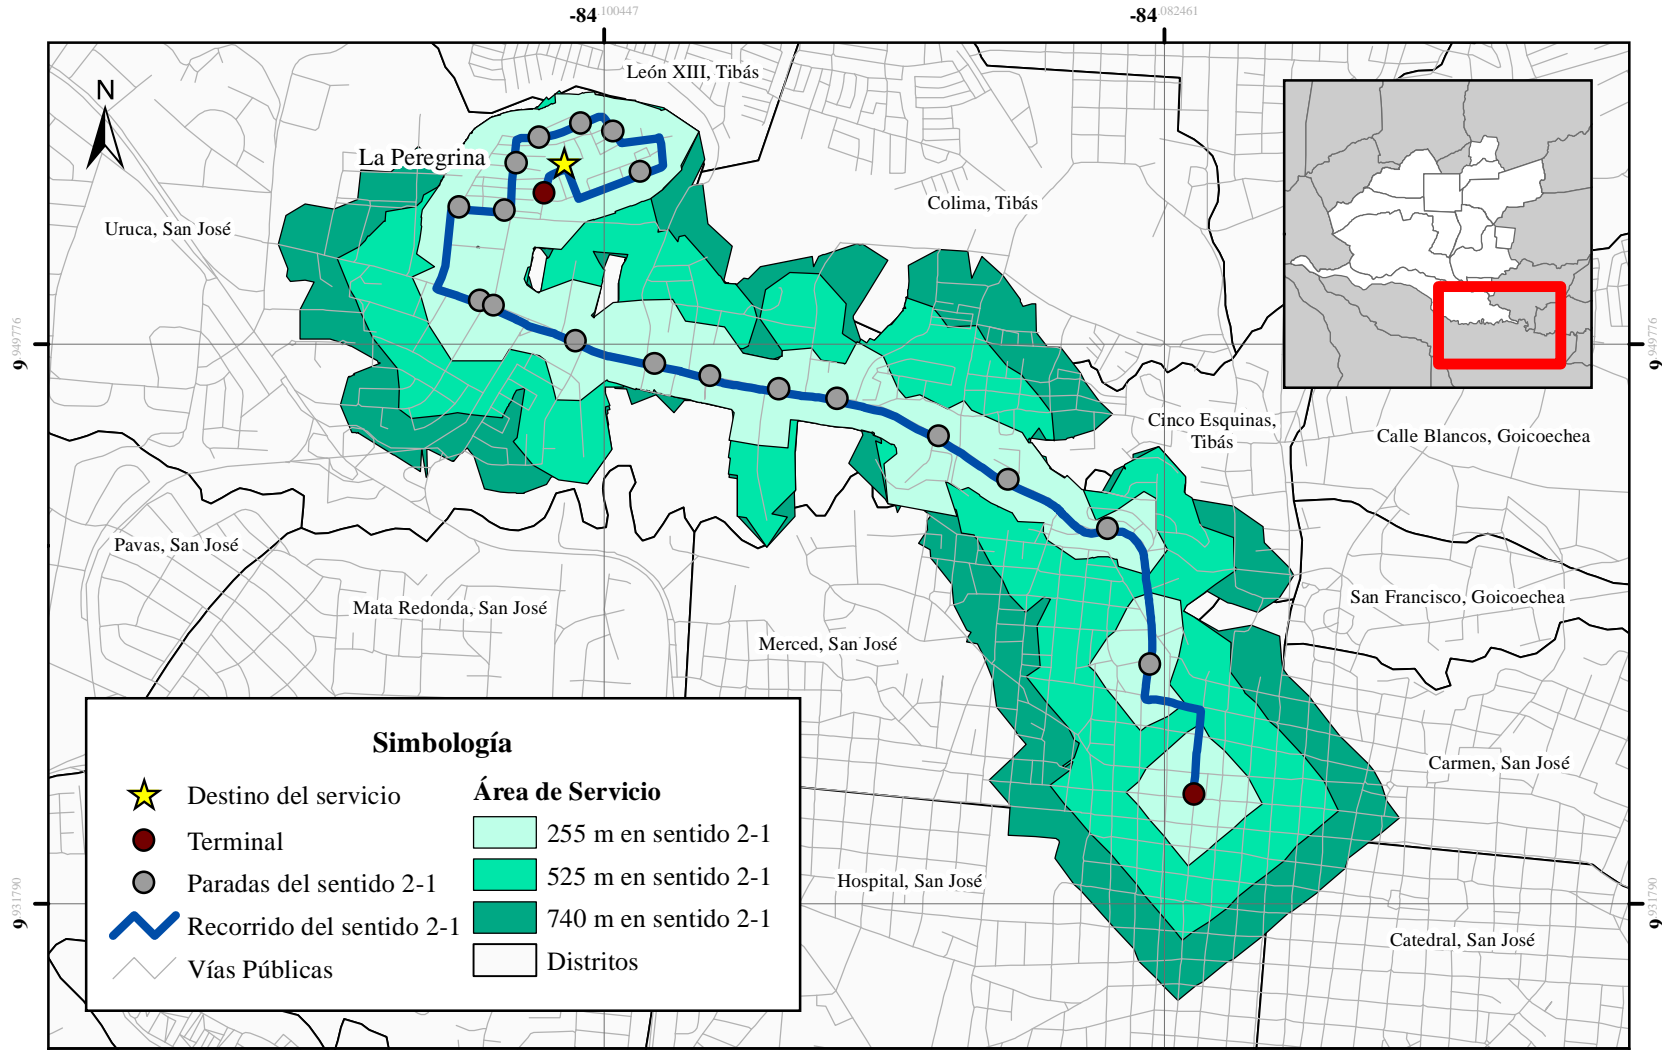 -84.100447
-84.082461
N
León XIII, Tibás
La Peregrina
Colima, Tibás
Uruca, San José
9.949776
9.949776
Cinco Esquinas,
Tibás
Calle Blancos, Goicoechea
Pavas, San José
Mata Redonda, San José
San Francisco, Goicoechea
Merced, San José
Carmen, San José
Hospital, San José
Catedral, San José
9.931790
9.931790
Simbología
Destino del servicio
Terminal
Paradas del sentido 2-1
Recorrido del sentido 2-1
Vías Públicas
Área de Servicio
255 m en sentido 2-1
525 m en sentido 2-1
740 m en sentido 2-1
Distritos